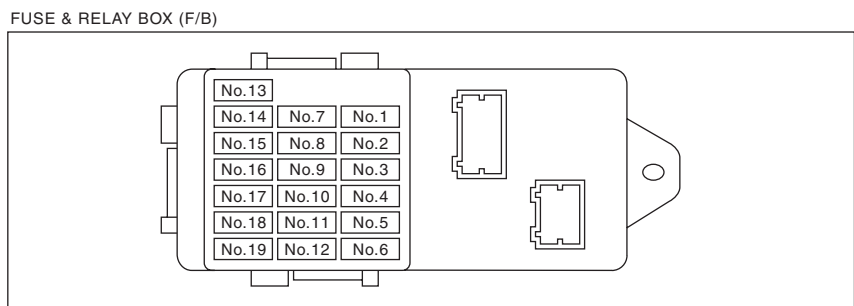 FUSE & RELAY BOX (F/B)
No.13
No.14 No.7 No.1
No.15 No.8 No.2
No.16 No.9 No.3
No.17 No.10 No.4
No.18 No.11 No.5
No.19 No.12 No.6